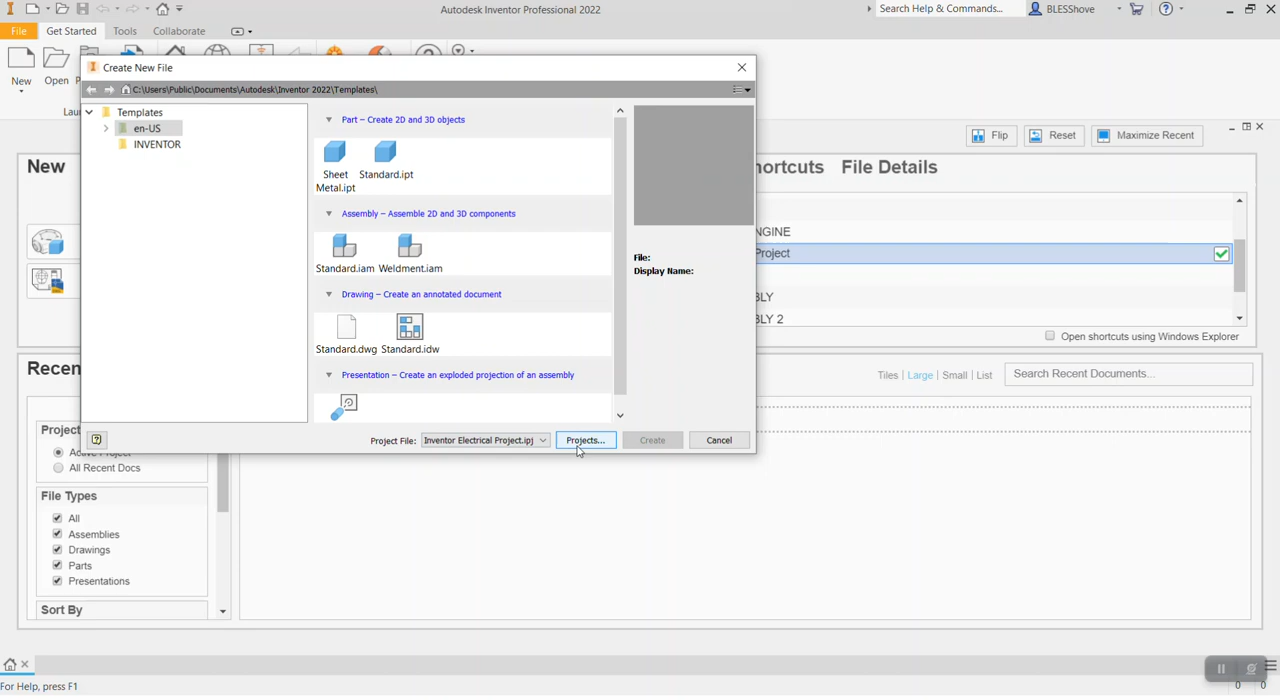 Autodesk Inventor Professional 2022
Search Help & Commands...
BLESShove
File
Get Started
Tools
Collaborate
New
Open
Create New File
C:\Users\Public\Documents\Autodesk\Inventor 2022\Templates\
Templates
en-US
INVENTOR
Part – Create 2D and 3D objects
Sheet
Metal.ipt
Standard.ipt
Assembly – Assemble 2D and 3D components
Standard.iam
Weldment.iam
Drawing – Create an annotated document
Standard.dwg
Standard.idw
Presentation – Create an exploded projection of an assembly
File:
Display Name:
Project File:
Inventor Electrical Project.ipj
Projects...
Create
Cancel
Flip
Reset
Maximize Recent
New
hortcuts
File Details
NGINE
Project
BLY
BLY 2
Open shortcuts using Windows Explorer
Recen
Tiles | Large | Small | List
Search Recent Documents...
Project
Active Project
All Recent Docs
File Types
All
Assemblies
Drawings
Parts
Presentations
Sort By
For Help, press F1
0 0